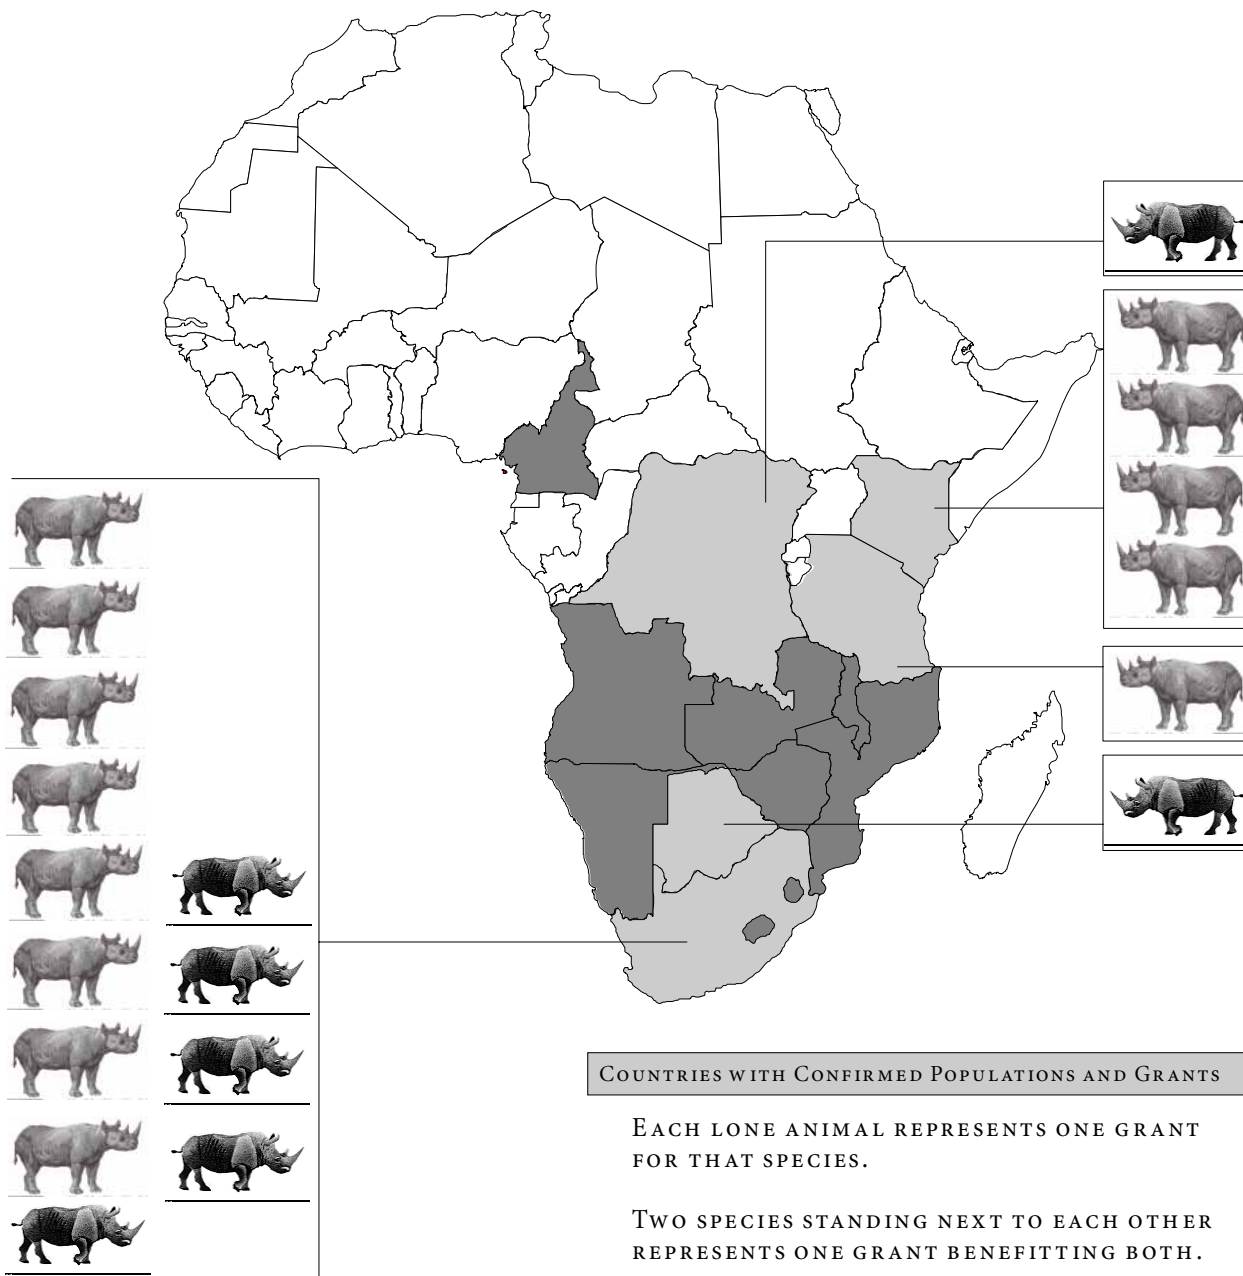 COUNTRIES WITH CONFIRMED POPULATIONS AND GRANTS
EACH LONE ANIMAL REPRESENTS ONE GRANT
FOR THAT SPECIES.
TWO SPECIES STANDING NEXT TO EACH OTHER
REPRESENTS ONE GRANT BENEFITTING BOTH.